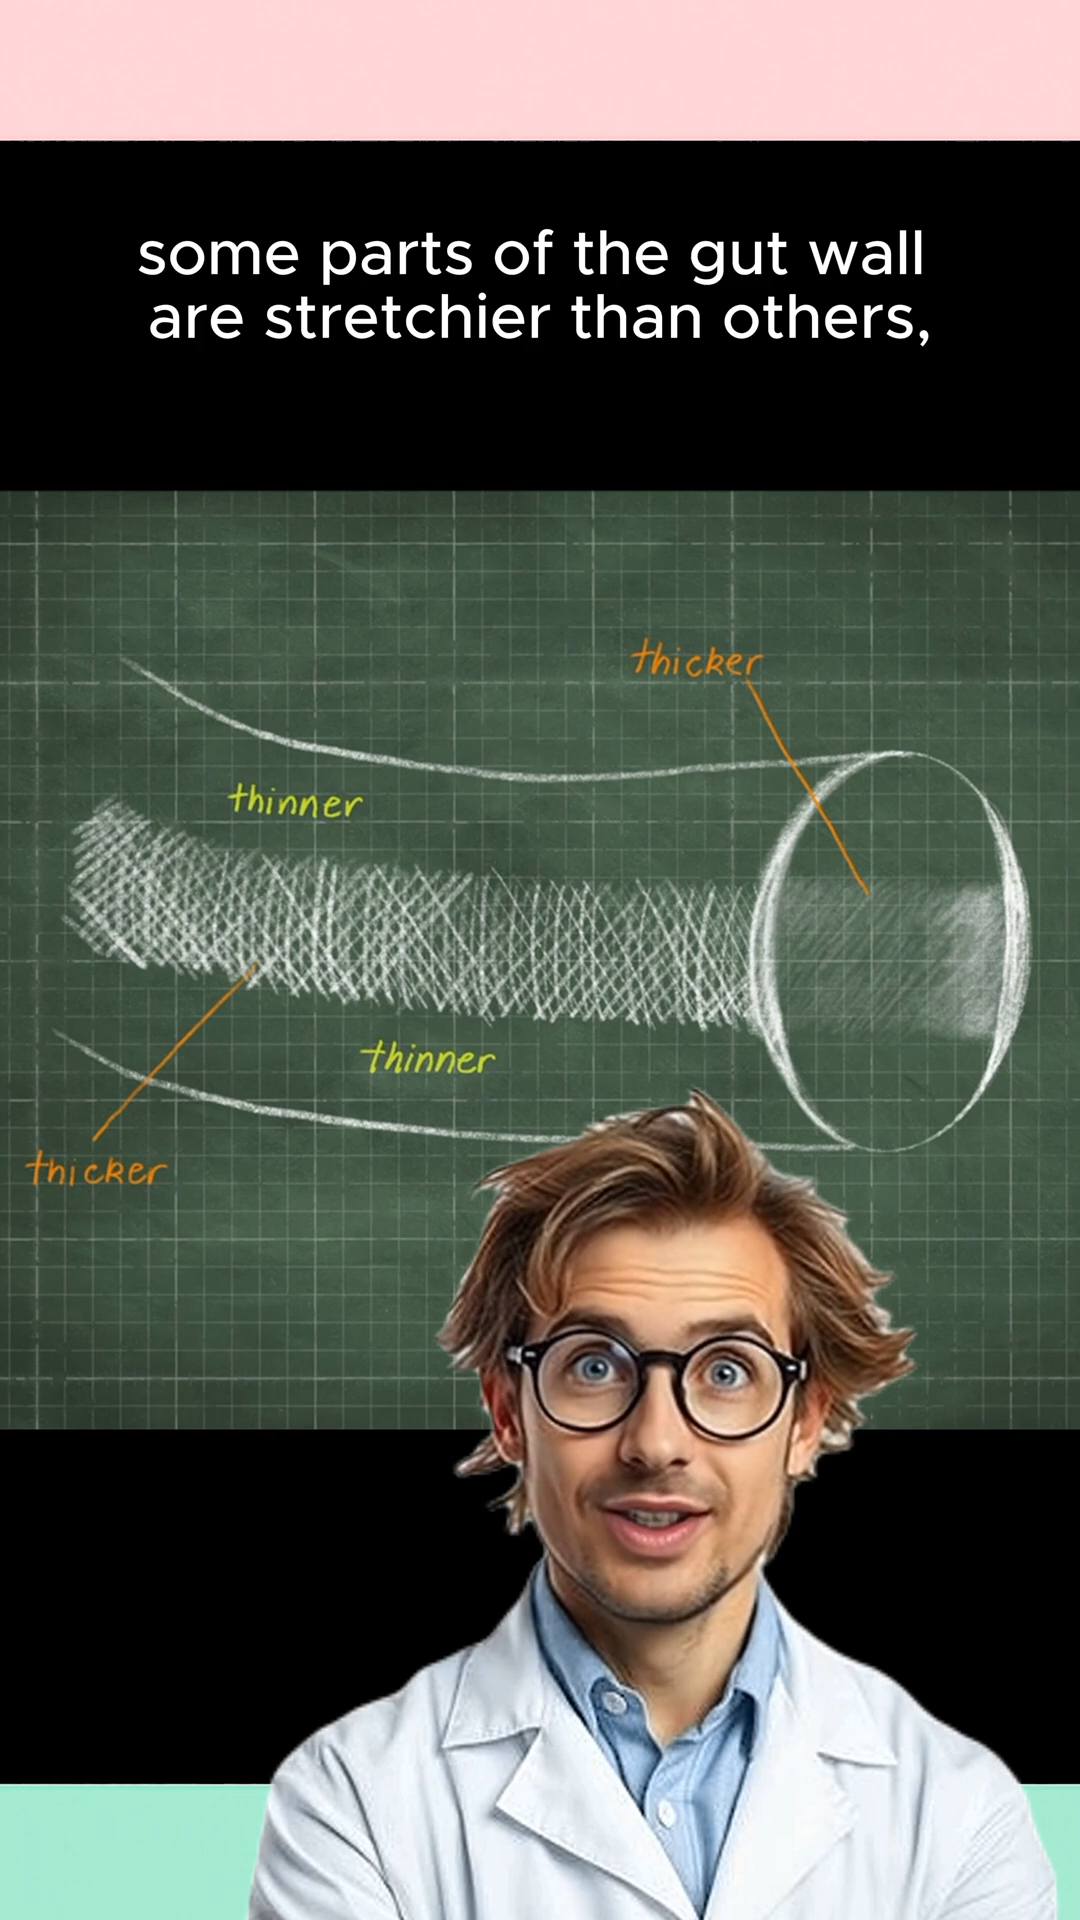 some parts of the gut wall
are stretchier than others,
thicker
thinner
thinner
thicker